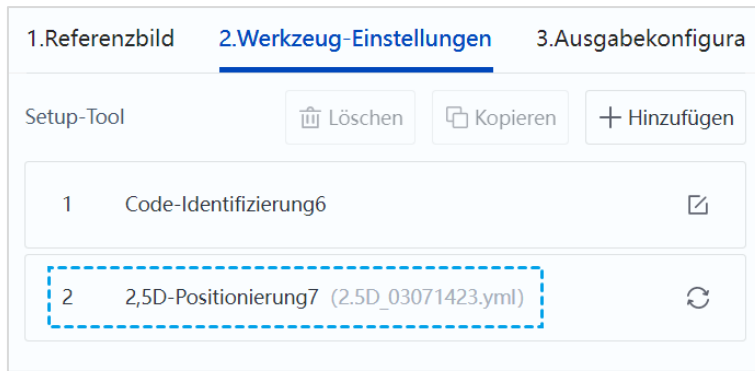 1.Referenzbild 2.Werkzeug-Einstellungen 3.Ausgabekonfigura
Setup-Tool Löschen Kopieren Hinzufügen
1 Code-Identifizierung6
2 2,5D-Positionierung7 (2.5D_03071423.yml)